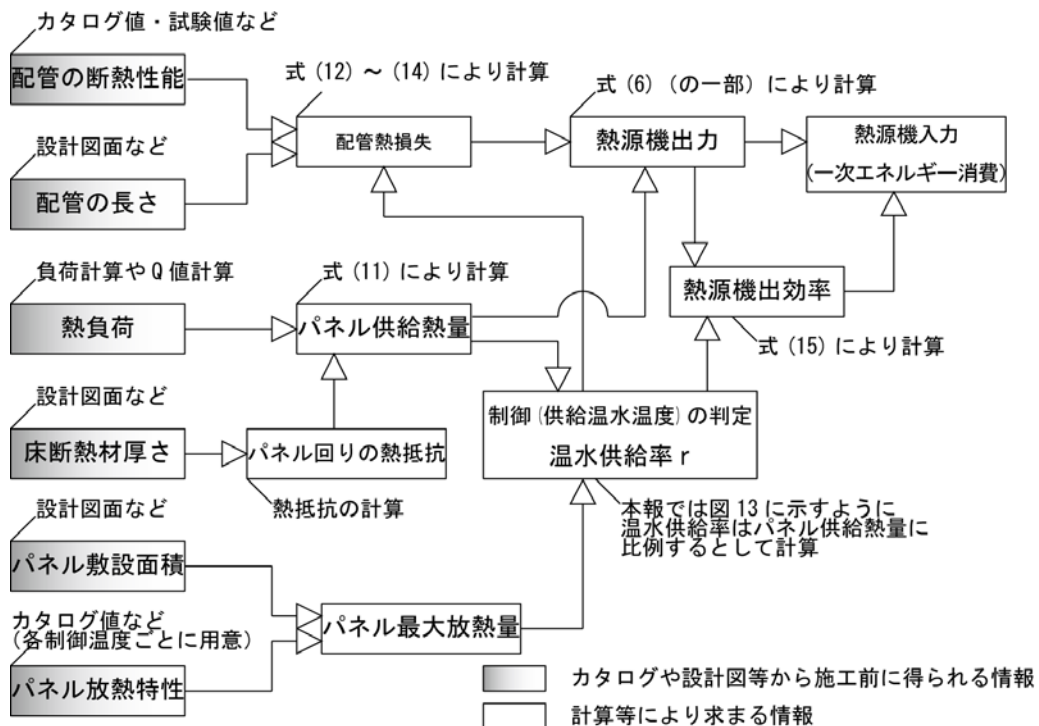 カタログ値・試験値など
配管の断熱性能
式(12)～(14)により計算
式(6)(の一部)により計算
設計図面など
配管の長さ
配管熱損失
熱源機出力
熱源機入力
(一次エネルギー消費)
負荷計算やQ値計算
熱負荷
式(11)により計算
パネル供給熱量
熱源機出効率
式(15)により計算
設計図面など
床断熱材厚さ
パネル回りの熱抵抗
熱抵抗の計算
制御(供給温水温度)の判定
温水供給率r
本報では図13に示すように
温水供給率はパネル供給熱量に
比例するとして計算
設計図面など
パネル敷設面積
カタログ値など
(各制御温度ごとに用意)
パネル放熱特性
パネル最大放熱量
カタログや設計図等から施工前に得られる情報
計算等により求まる情報